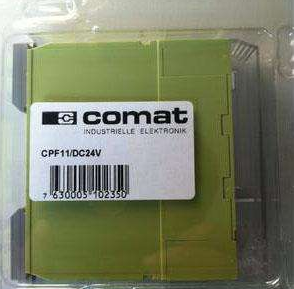 comat
INDUSTRIELLE ELEKTRONIK
CPF11/DC24V
7 630005 102350